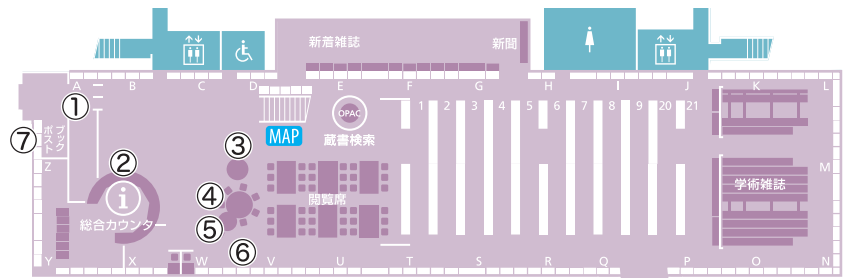 新着雑誌
新聞
A B C D E F G H I J K L
①
1 2 3 4 5 6 7 8 9 20 21
OPAC
MAP
蔵書検索
⑦
ブック
ポスト
②
③
Z
M
i
④
閲覧席
学術雑誌
総合カウンター
⑤
⑥
Y X W V U T S R Q P O N